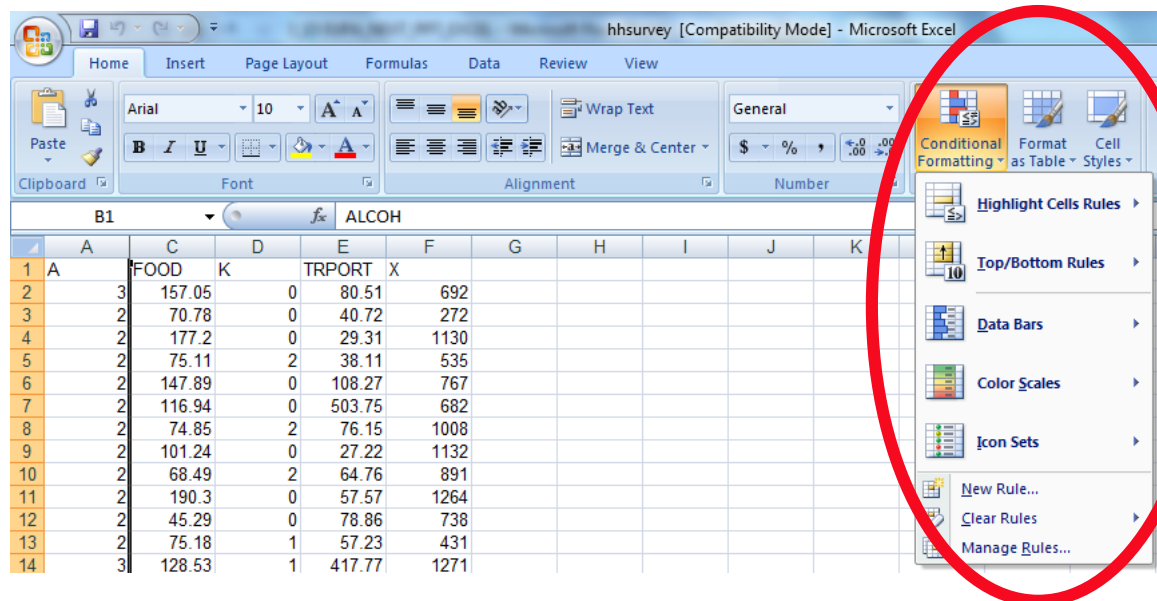 hhsurvey [Compatibility Mode] - Microsoft Excel
Home Insert Page Layout Formulas Data Review View
Arial 10 A A Wrap Text General
Paste B I U A Merge & Center $ % , .0 .00 .00 Conditional Formatting Format as Table Cell Styles
Clipboard Font Alignment Number
B1 fx ALCOH
A C D E F G H I J K
1 A FOOD K TRPORT X
2 3 157.05 0 80.51 692
3 2 70.78 0 40.72 272
4 2 177.2 0 29.31 1130
5 2 75.11 2 38.11 535
6 2 147.89 0 108.27 767
7 2 116.94 0 503.75 682
8 2 74.85 2 76.15 1008
9 2 101.24 0 27.22 1132
10 2 68.49 2 64.76 891
11 2 190.3 0 57.57 1264
12 2 45.29 0 78.86 738
13 2 75.18 1 57.23 431
14 3 128.53 1 417.77 1271
Highlight Cells Rules
10 Top/Bottom Rules
Data Bars
Color Scales
Icon Sets
New Rule...
Clear Rules
Manage Rules...